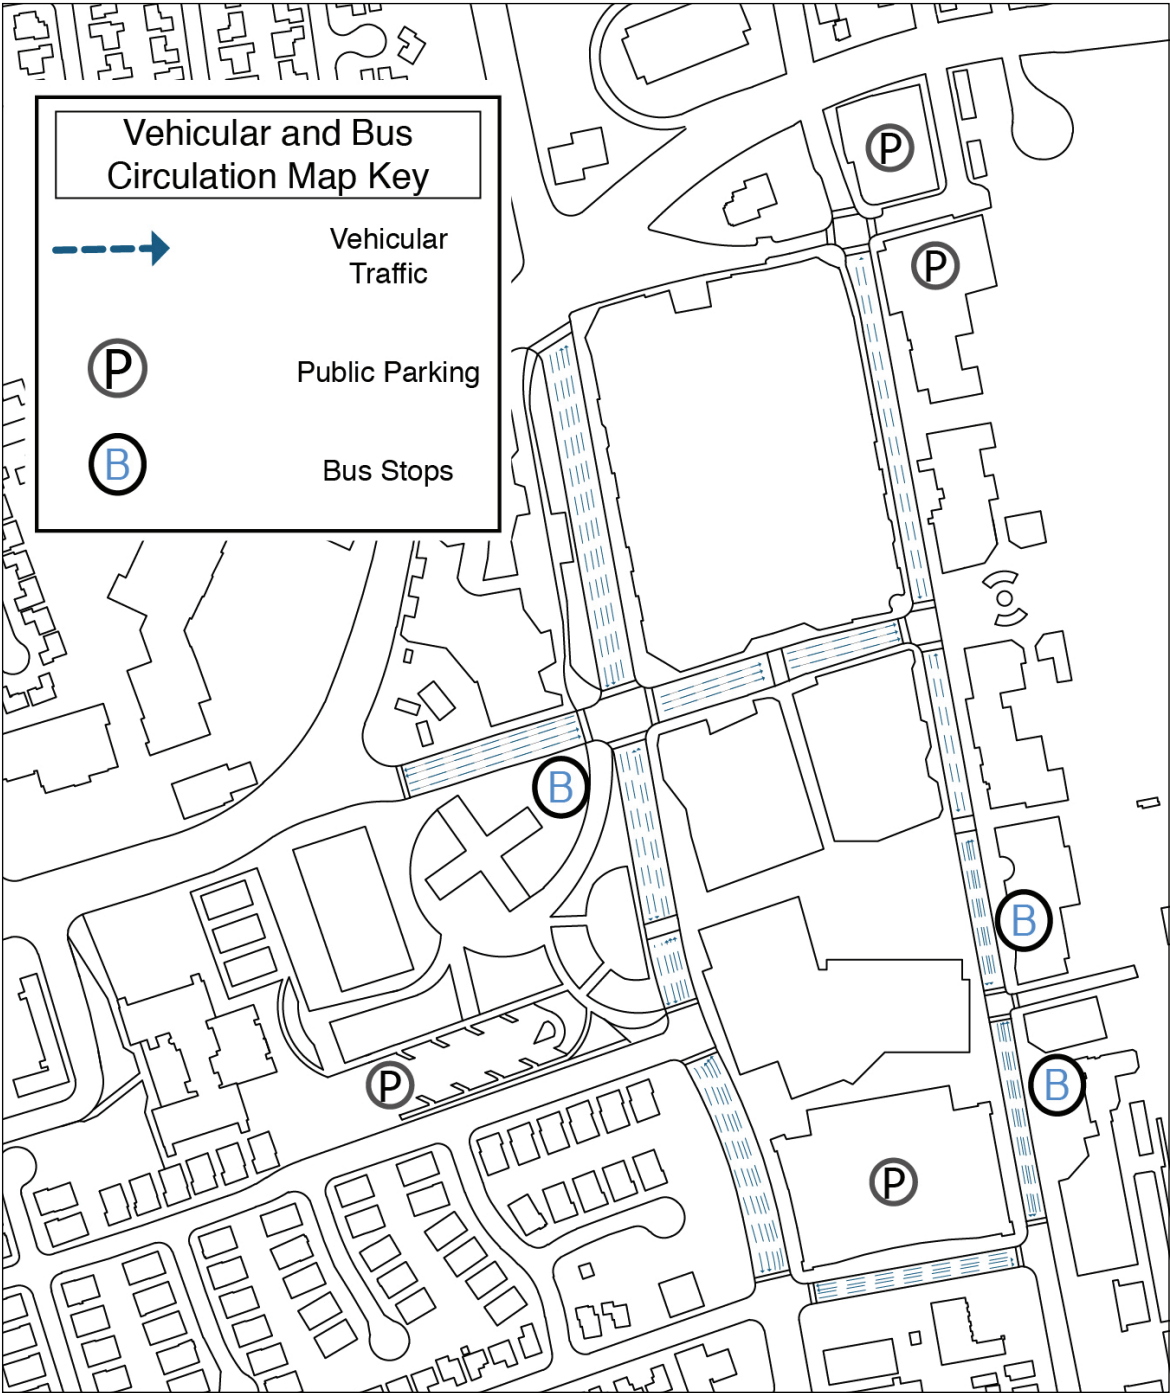 Vehicular and Bus
Circulation Map Key
Vehicular
Traffic
P
Public Parking
B
Bus Stops
P
P
B
B
B
P
P